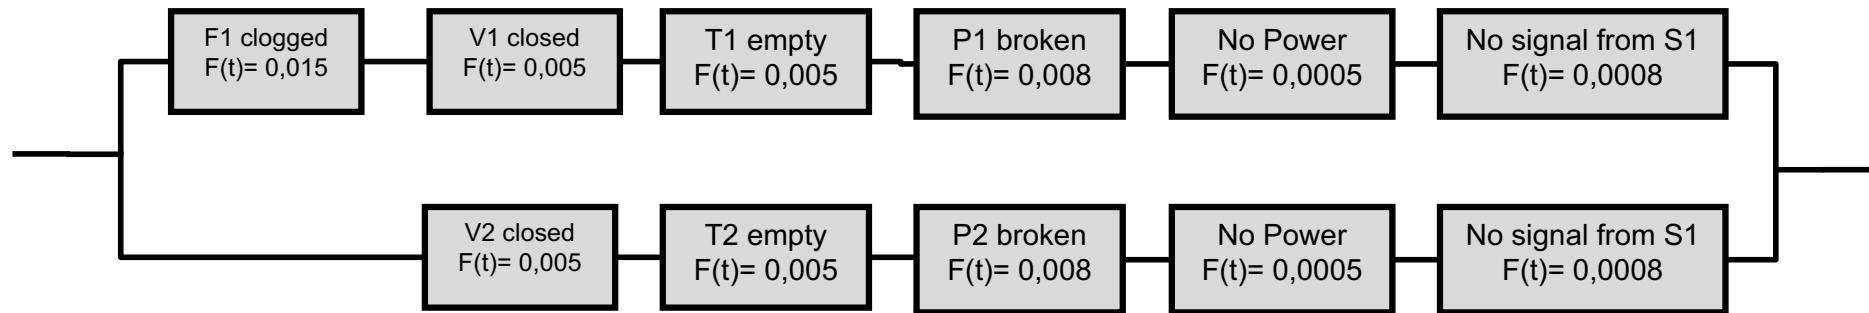 F1 clogged
F(t)= 0,015
V1 closed
F(t)= 0,005
T1 empty
F(t)= 0,005
P1 broken
F(t)= 0,008
No Power
F(t)= 0,0005
No signal from S1
F(t)= 0,0008
V2 closed
F(t)= 0,005
T2 empty
F(t)= 0,005
P2 broken
F(t)= 0,008
No Power
F(t)= 0,0005
No signal from S1
F(t)= 0,0008